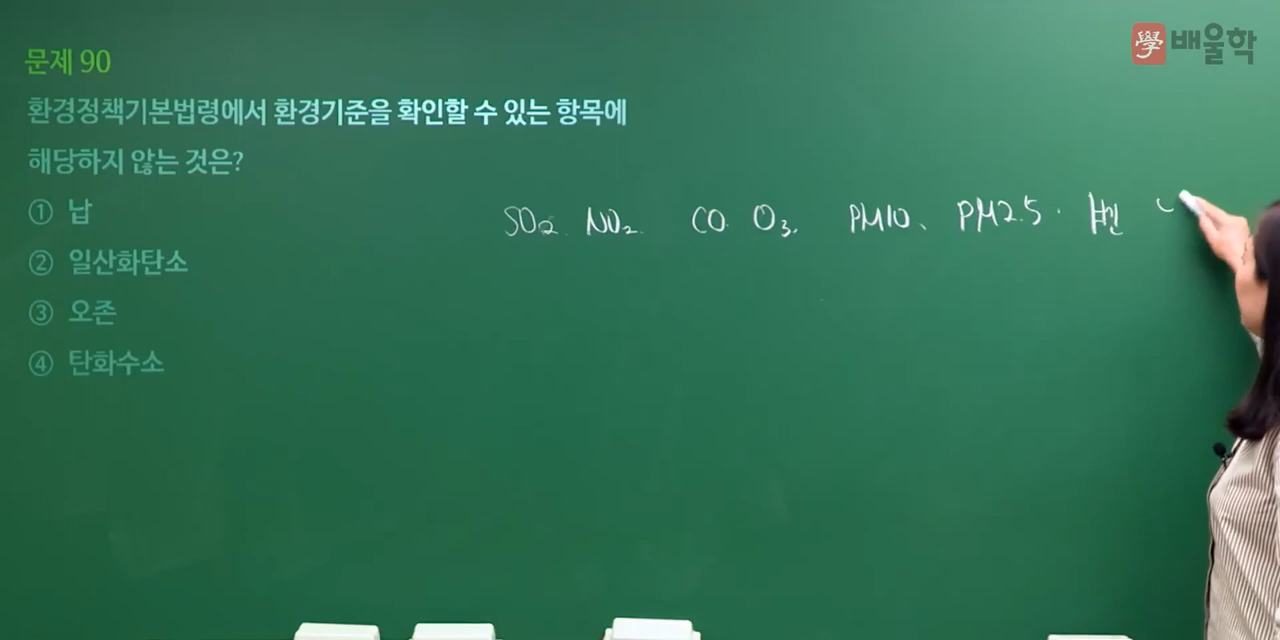 學 배울학
문제 90
환경정책기본법령에서 환경기준을 확인할 수 있는 항목에
해당하지 않는 것은?
① 납
② 일산화탄소
③ 오존
④ 탄화수소
SO₂. NO₂. CO. O₃. PM10. PM2.5. 벤